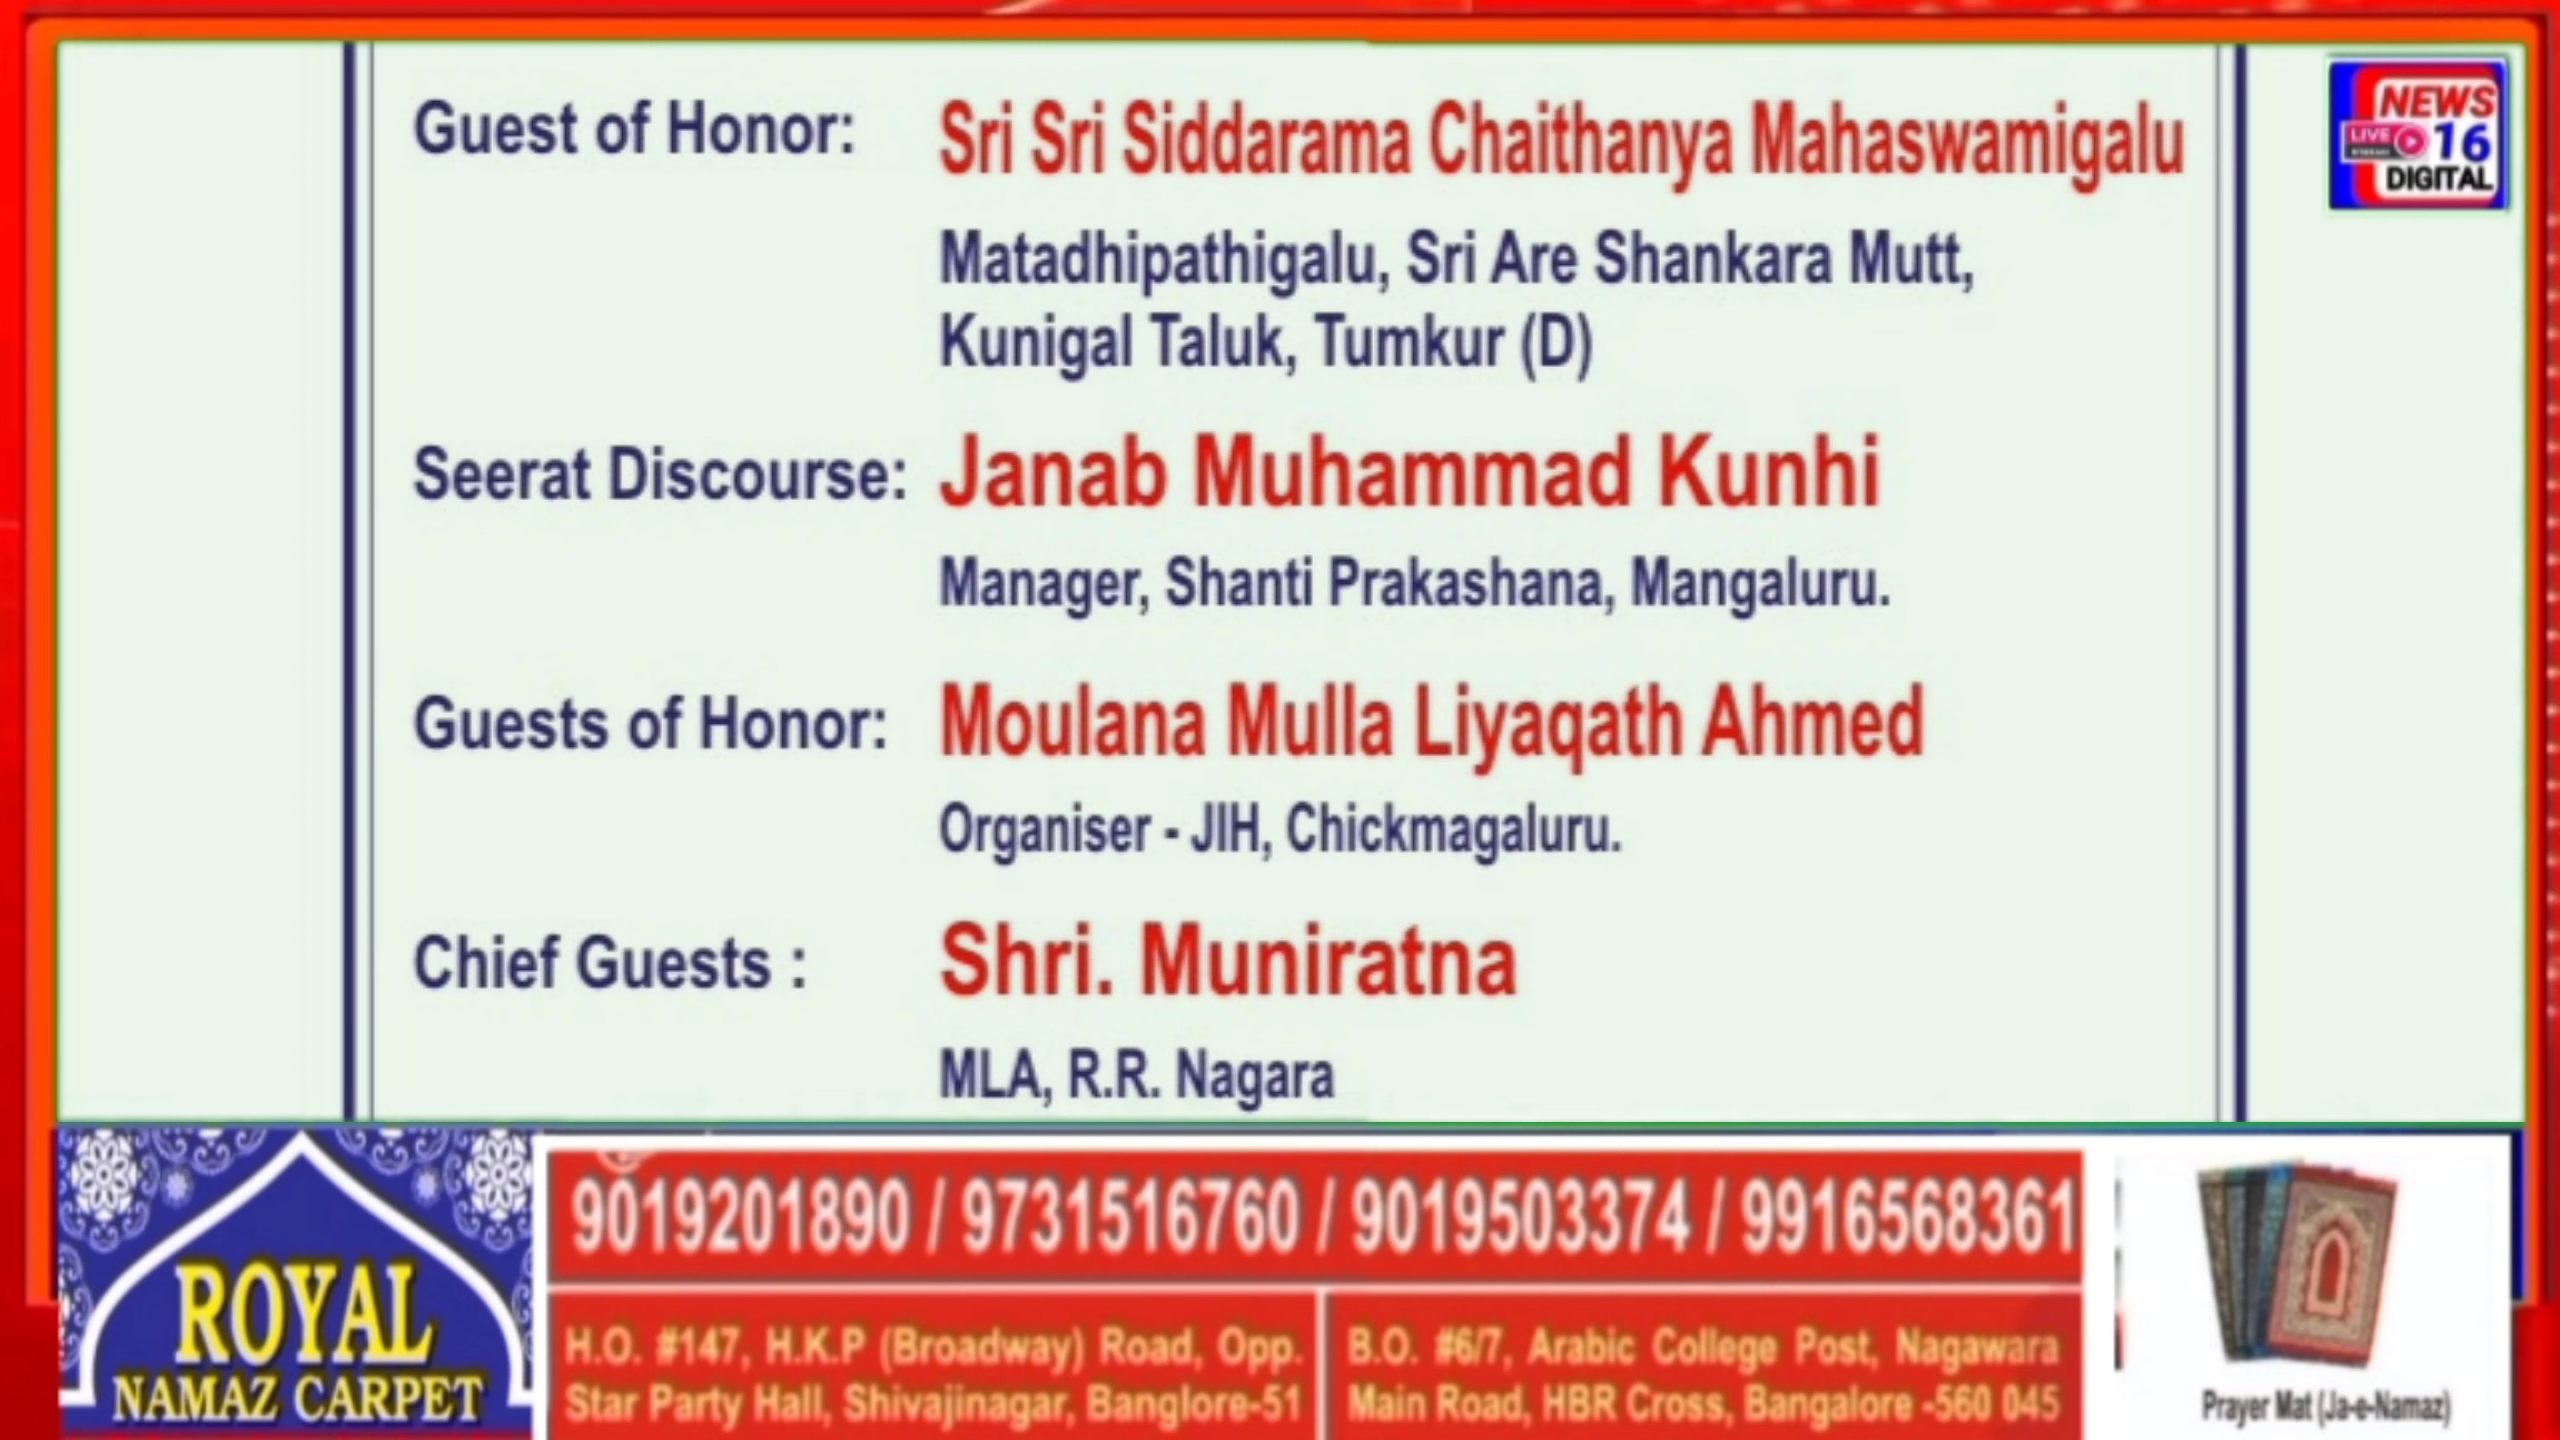 Guest of Honor: Sri Sri Siddarama Chaithanya Mahaswamigalu
Matadhipathigalu, Sri Are Shankara Mutt,
Kunigal Taluk, Tumkur (D)
Seerat Discourse: Janab Muhammad Kunhi
Manager, Shanti Prakashana, Mangaluru.
Guests of Honor: Moulana Mulla Liyaqath Ahmed
Organiser - JIH, Chickmagaluru.
Chief Guests : Shri. Muniratna
MLA, R.R. Nagara
NEWS
LIVE
16
DIGITAL
ROYAL
NAMAZ CARPET
9019201890 / 9731516760 / 9019503374 / 9916568361
H.O. #147, H.K.P (Broadway) Road, Opp.
Star Party Hall, Shivajinagar, Banglore-51
B.O. #6/7, Arabic College Post, Nagawara
Main Road, HBR Cross, Bangalore -560 045
Prayer Mat (Ja-e-Namaz)